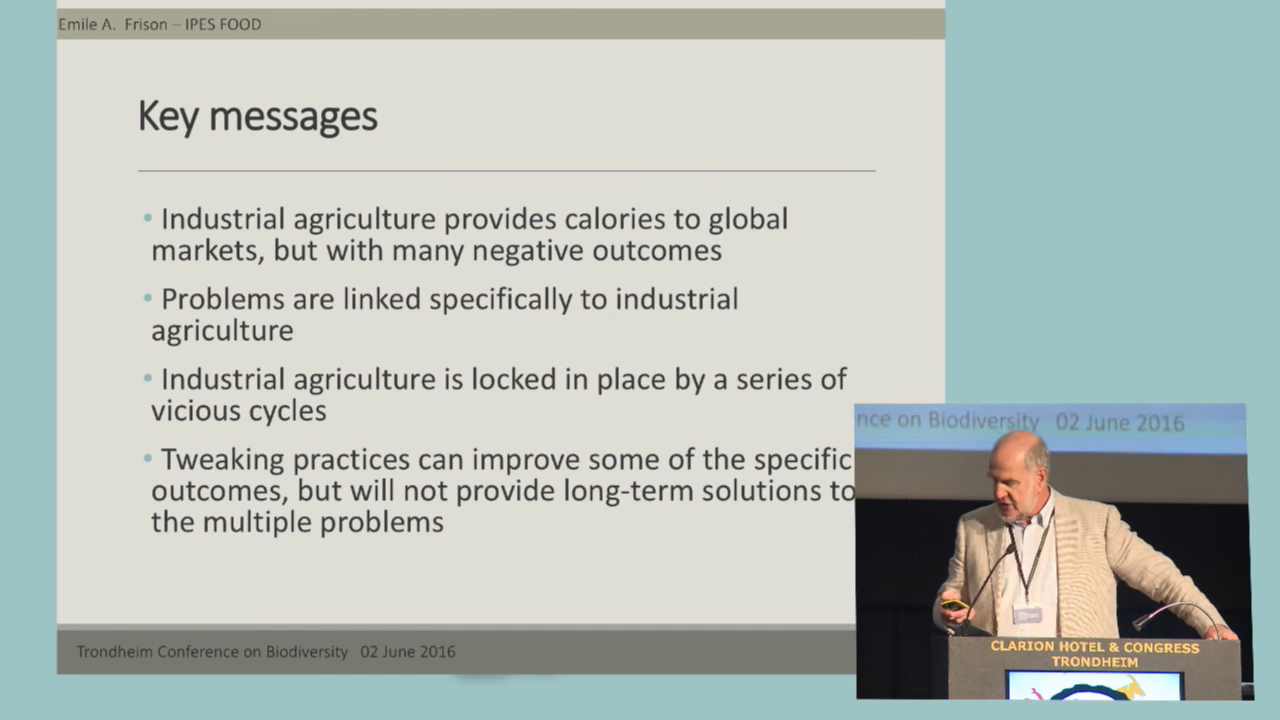 Emile A. Frison – IPES FOOD
Key messages
• Industrial agriculture provides calories to global
markets, but with many negative outcomes
• Problems are linked specifically to industrial
agriculture
• Industrial agriculture is locked in place by a series of
vicious cycles
• Tweaking practices can improve some of the specific
outcomes, but will not provide long-term solutions to
the multiple problems
Trondheim Conference on Biodiversity 02 June 2016
nce on Biodiversity 02 June 2016
CLARION HOTEL & CONGRESS
TRONDHEIM